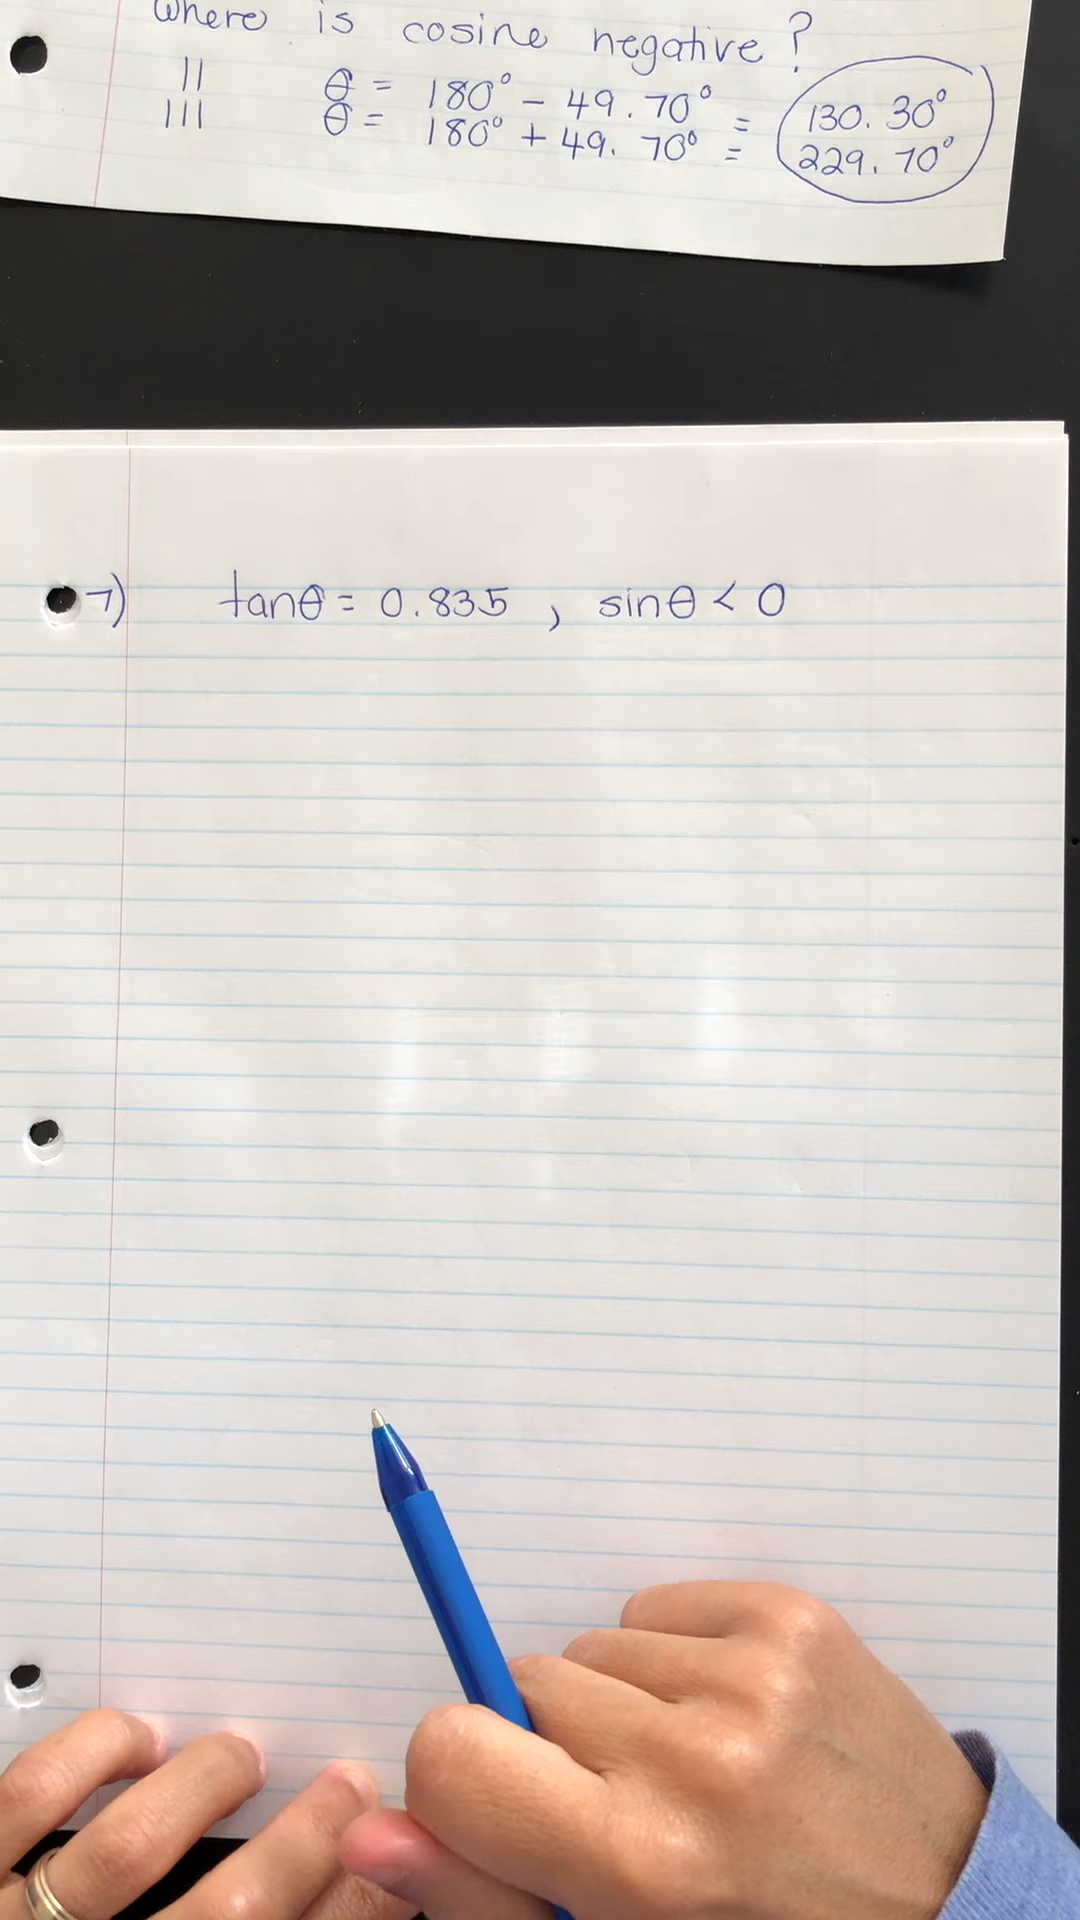 where is cosine negative?
II θ = 180° - 49.70° = 130.30°
III θ = 180° + 49.70° = 229.70°
7) tanθ = 0.835 , sinθ < 0